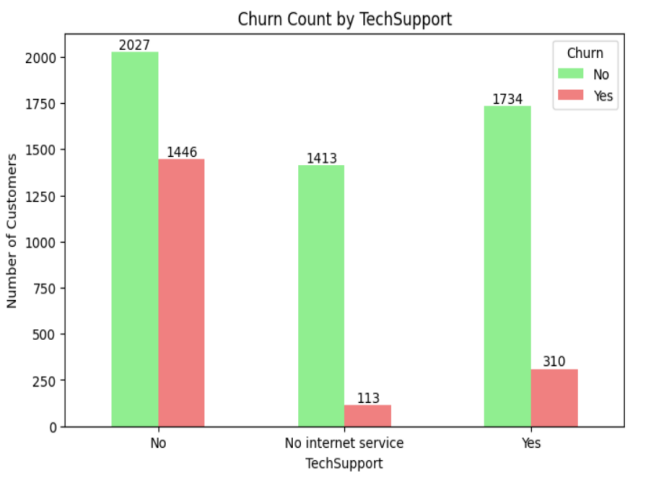 Churn Count by TechSupport
Churn
No
Yes
Number of Customers
2000
1750
1500
1250
1000
750
500
250
0
2027
1446
1413
113
1734
310
No
No internet service
Yes
TechSupport